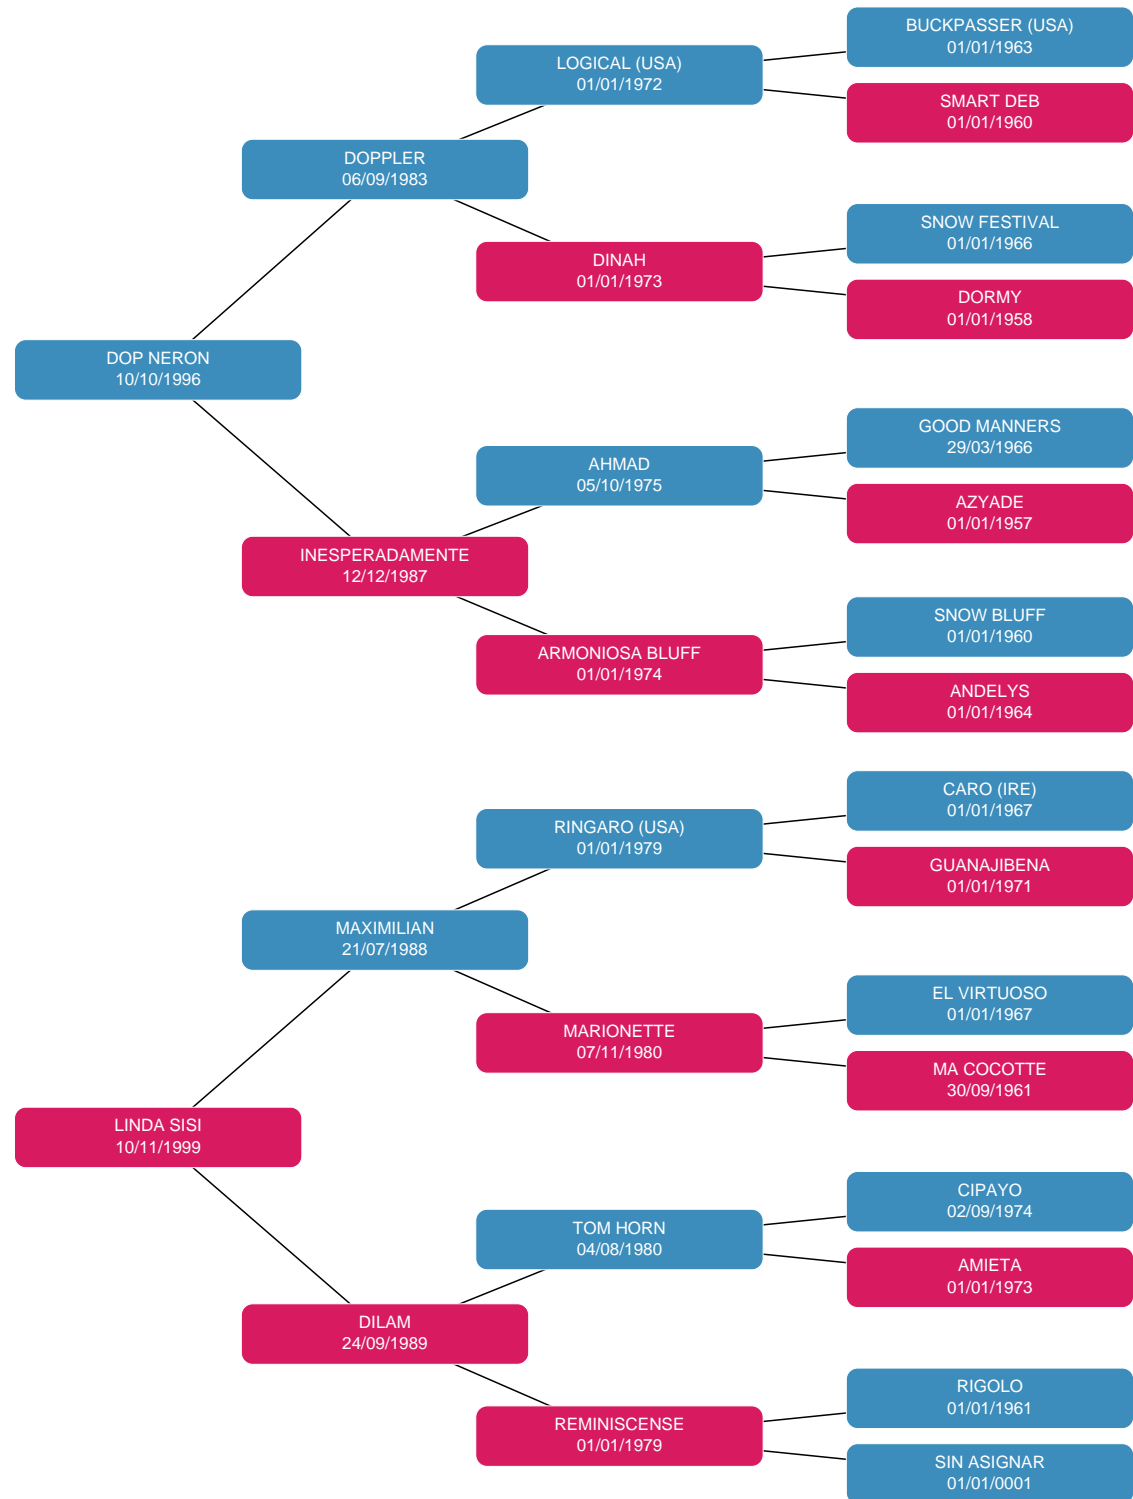 BUCKPASSER (USA)
01/01/1963
LOGICAL (USA)
01/01/1972
SMART DEB
01/01/1960
DOPPLER
06/09/1983
SNOW FESTIVAL
01/01/1966
DINAH
01/01/1973
DORMY
01/01/1958
DOP NERON
10/10/1996
GOOD MANNERS
29/03/1966
AHMAD
05/10/1975
AZYADE
01/01/1957
INESPERADAMENTE
12/12/1987
SNOW BLUFF
01/01/1960
ARMONIOSA BLUFF
01/01/1974
ANDELYS
01/01/1964
CARO (IRE)
01/01/1967
RINGARO (USA)
01/01/1979
GUANAJIBENA
01/01/1971
MAXIMILIAN
21/07/1988
EL VIRTUOSO
01/01/1967
MARIONETTE
07/11/1980
MA COCOTTE
30/09/1961
LINDA SISI
10/11/1999
CIPAYO
02/09/1974
TOM HORN
04/08/1980
AMIETA
01/01/1973
DILAM
24/09/1989
RIGOLO
01/01/1961
REMINISCENSE
01/01/1979
SIN ASIGNAR
01/01/0001